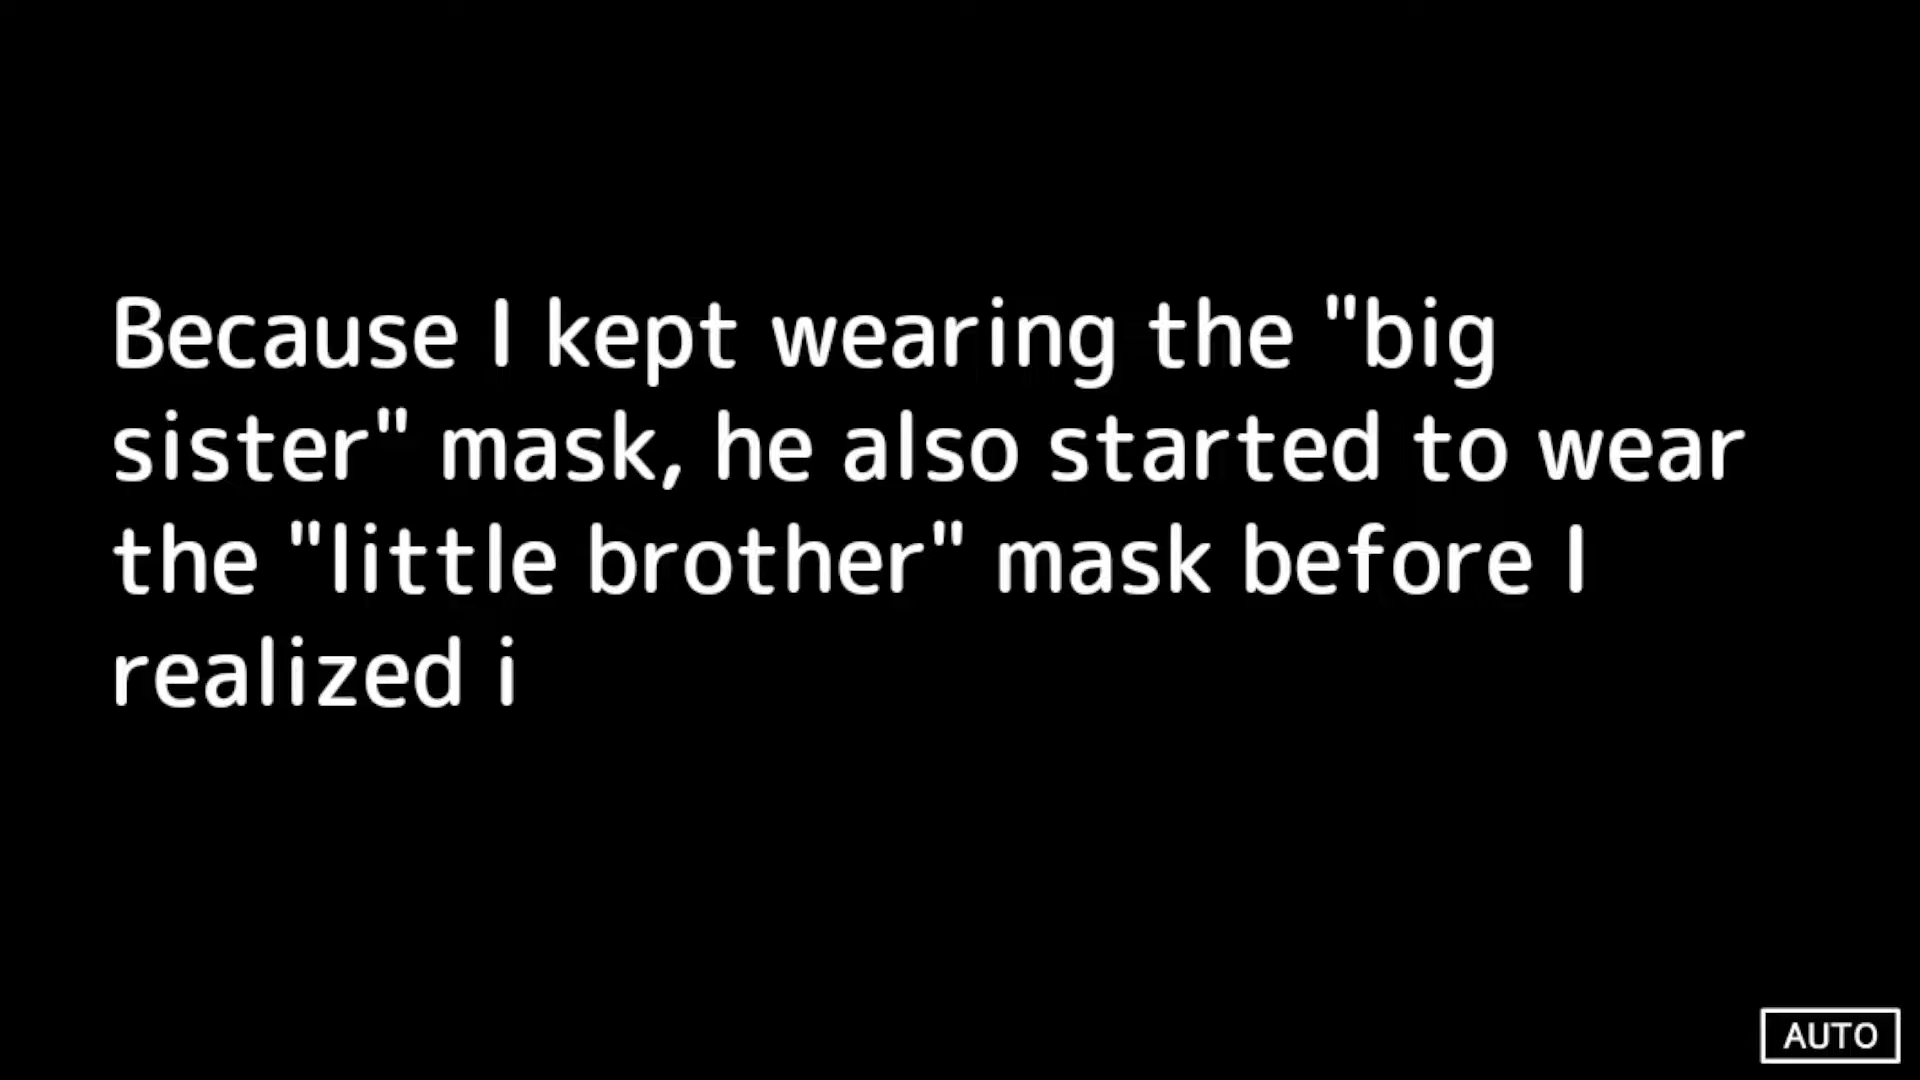 Because I kept wearing the "big
sister" mask, he also started to wear
the "little brother" mask before I
realized i
AUTO